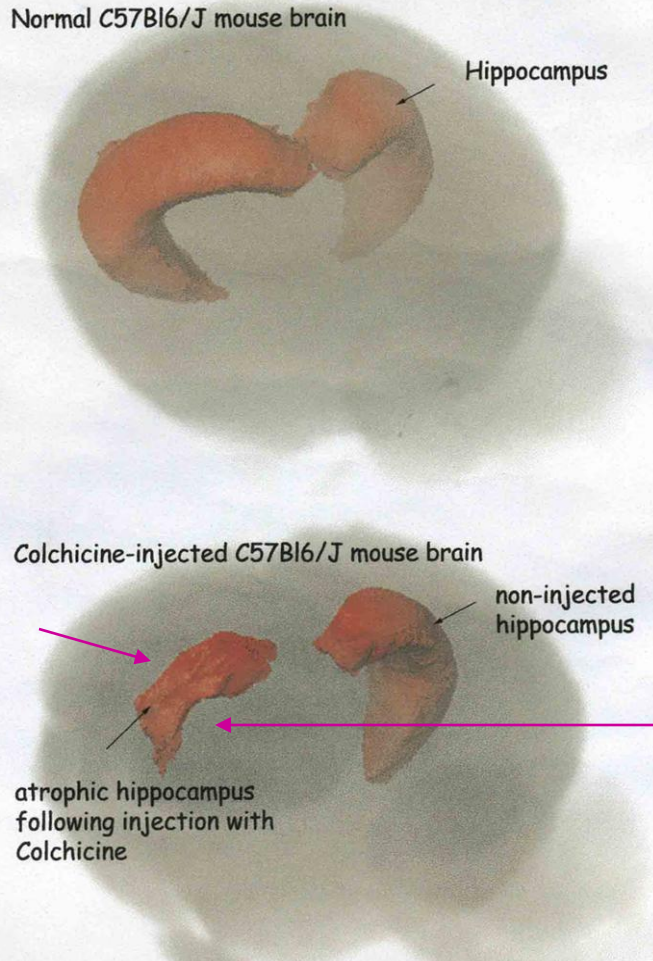 Normal C57Bl6/J mouse brain
Hippocampus
Colchicine-injected C57Bl6/J mouse brain
non-injected
hippocampus
atrophic hippocampus
following injection with
Colchicine